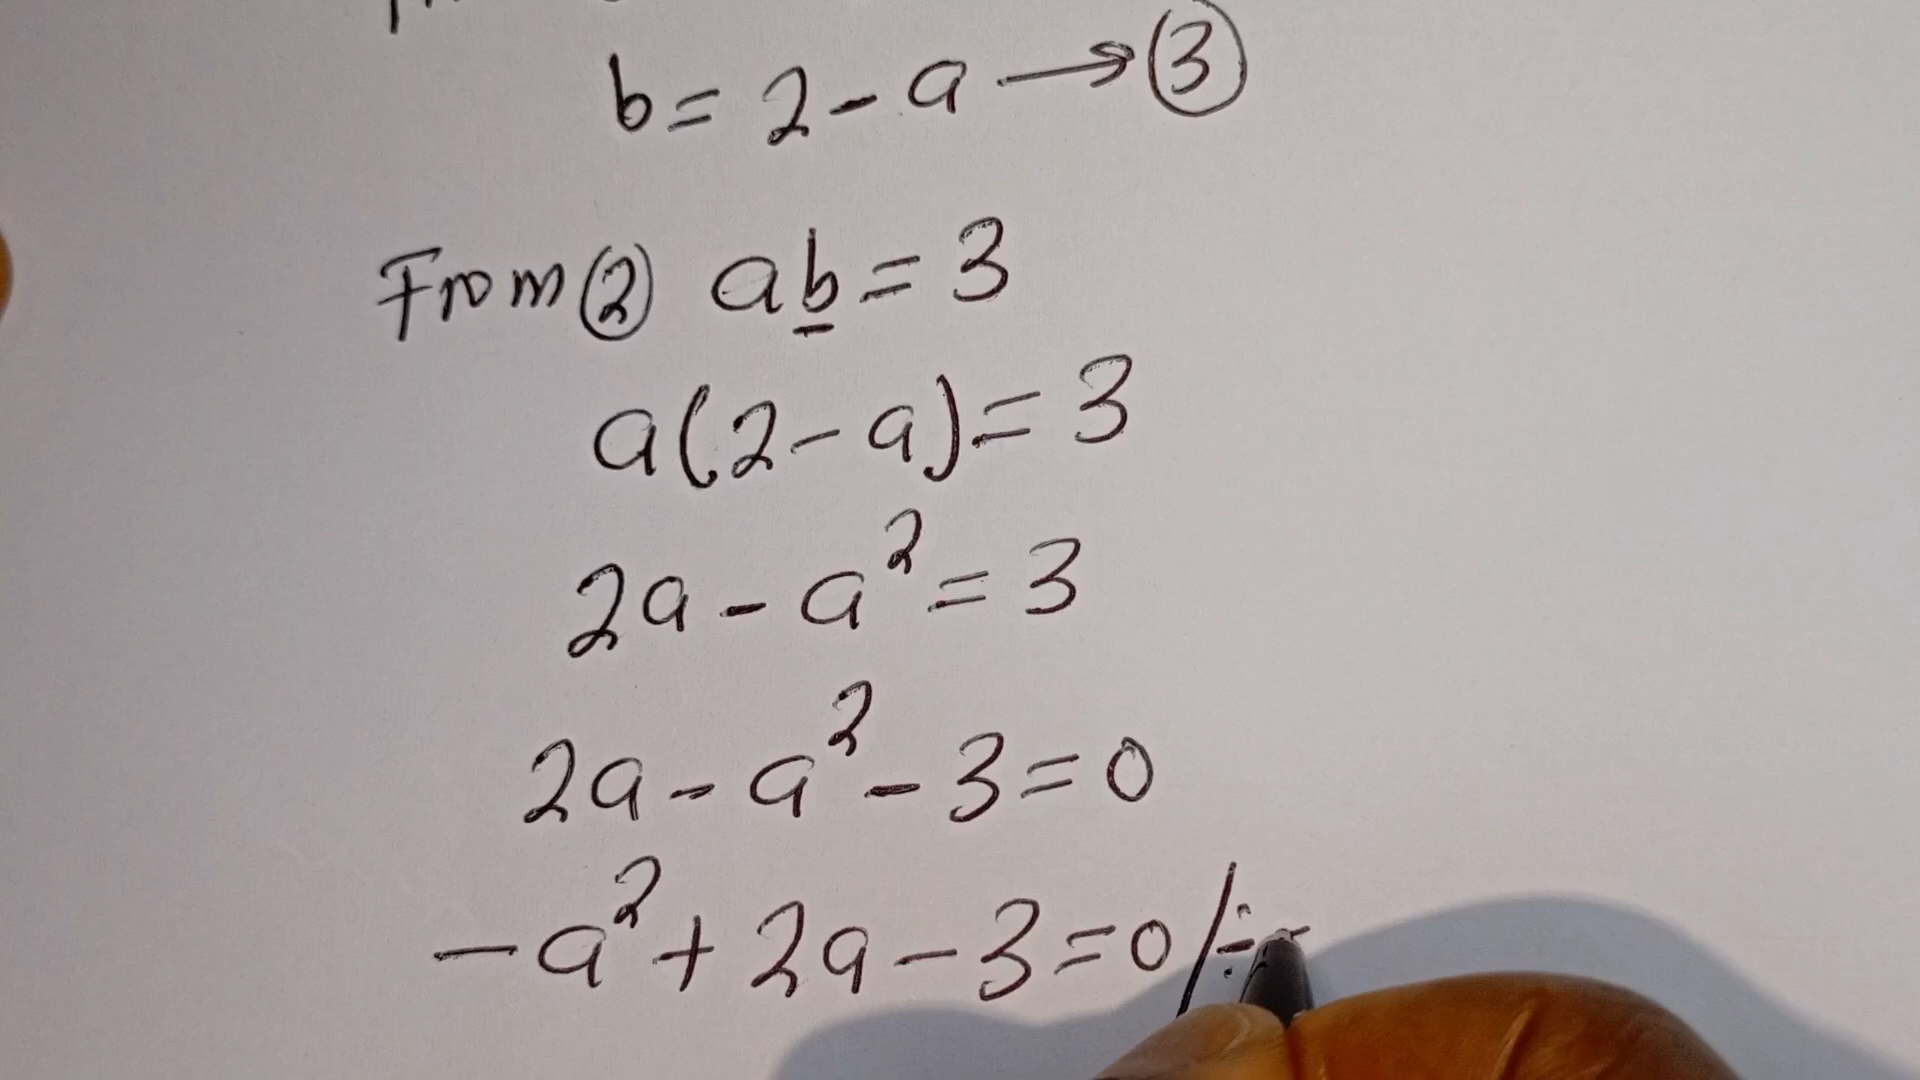 b = 2 - a → ③
From ② ab = 3
a(2 - a) = 3
2a - a² = 3
2a - a² - 3 = 0
-a² + 2a - 3 = 0 / ÷ -